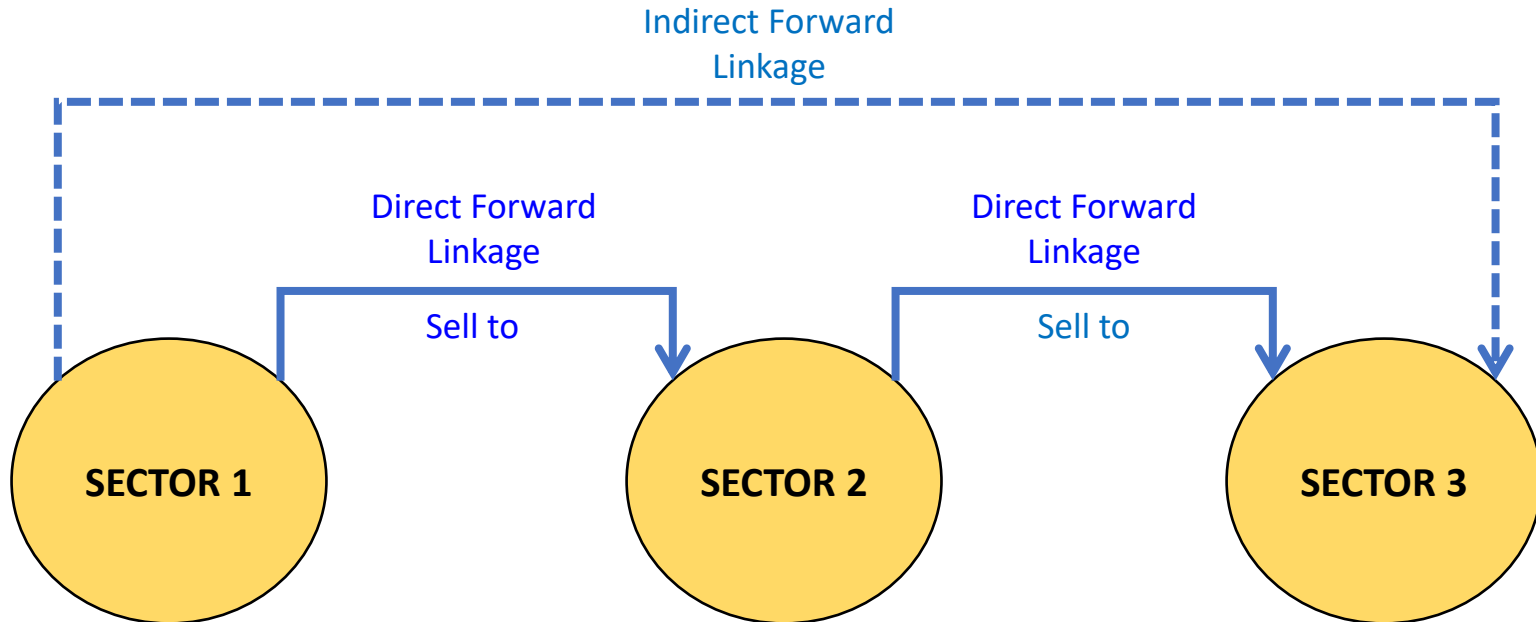 Indirect Forward
Linkage
Direct Forward
Linkage
Direct Forward
Linkage
Sell to
Sell to
SECTOR 1
SECTOR 2
SECTOR 3